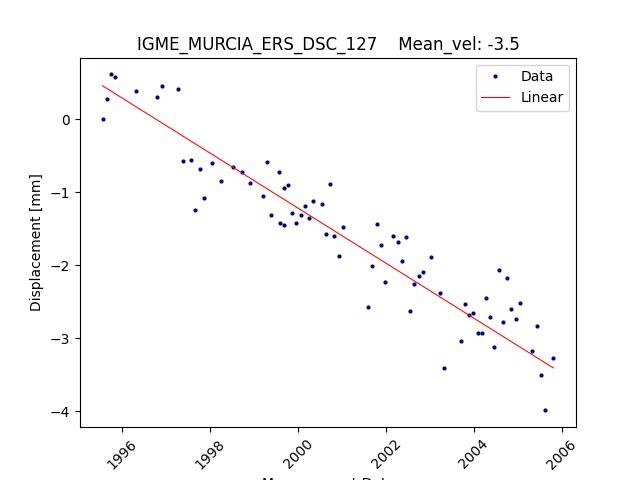 IGME_MURCIA_ERS_DSC_127    Mean_vel: -3.5
Data
Linear
Displacement [mm]
0
−1
−2
−3
−4
1996
1998
2000
2002
2004
2006